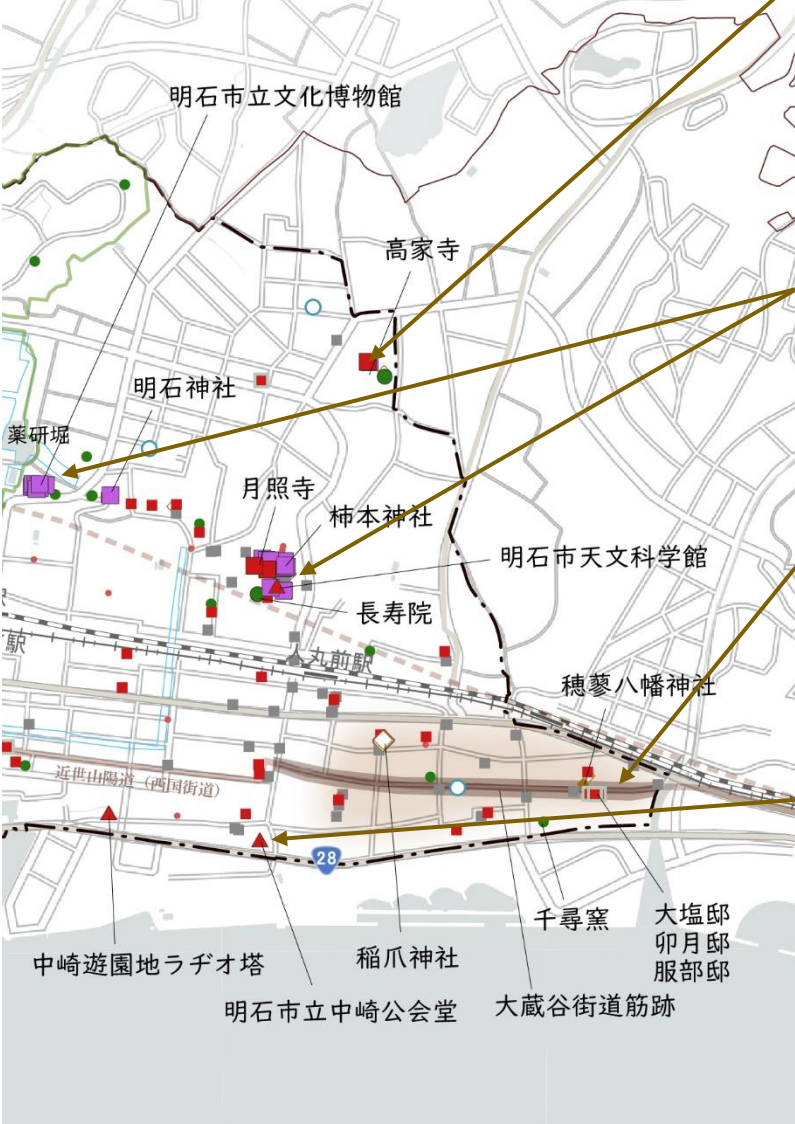 明石市立文化博物館
高家寺
明石神社
薬研堀
月照寺
柿本神社
明石市天文科学館
長寿院
駅
人丸前駅
穂蓼八幡神社
近世山陽道（西国街道）
28
千尋窯
大塩邸
卯月邸
服部邸
中崎遊園地ラヂオ塔
稲爪神社
明石市立中崎公会堂
大蔵谷街道筋跡